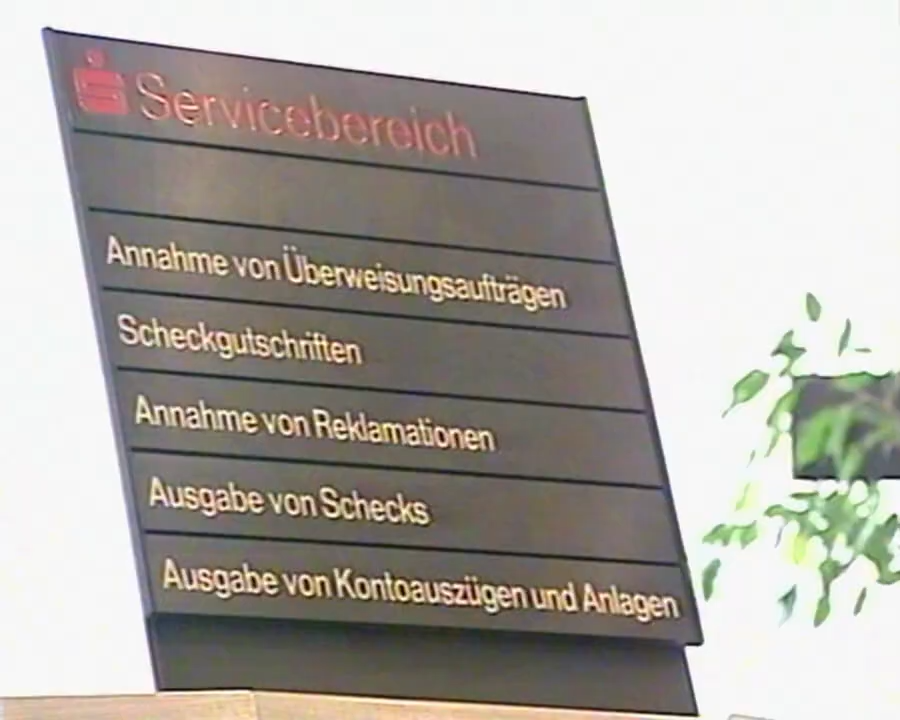 Servicebereich
Annahme von Überweisungsaufträgen
Scheckgutschriften
Annahme von Reklamationen
Ausgabe von Schecks
Ausgabe von Kontoauszügen und Anlagen